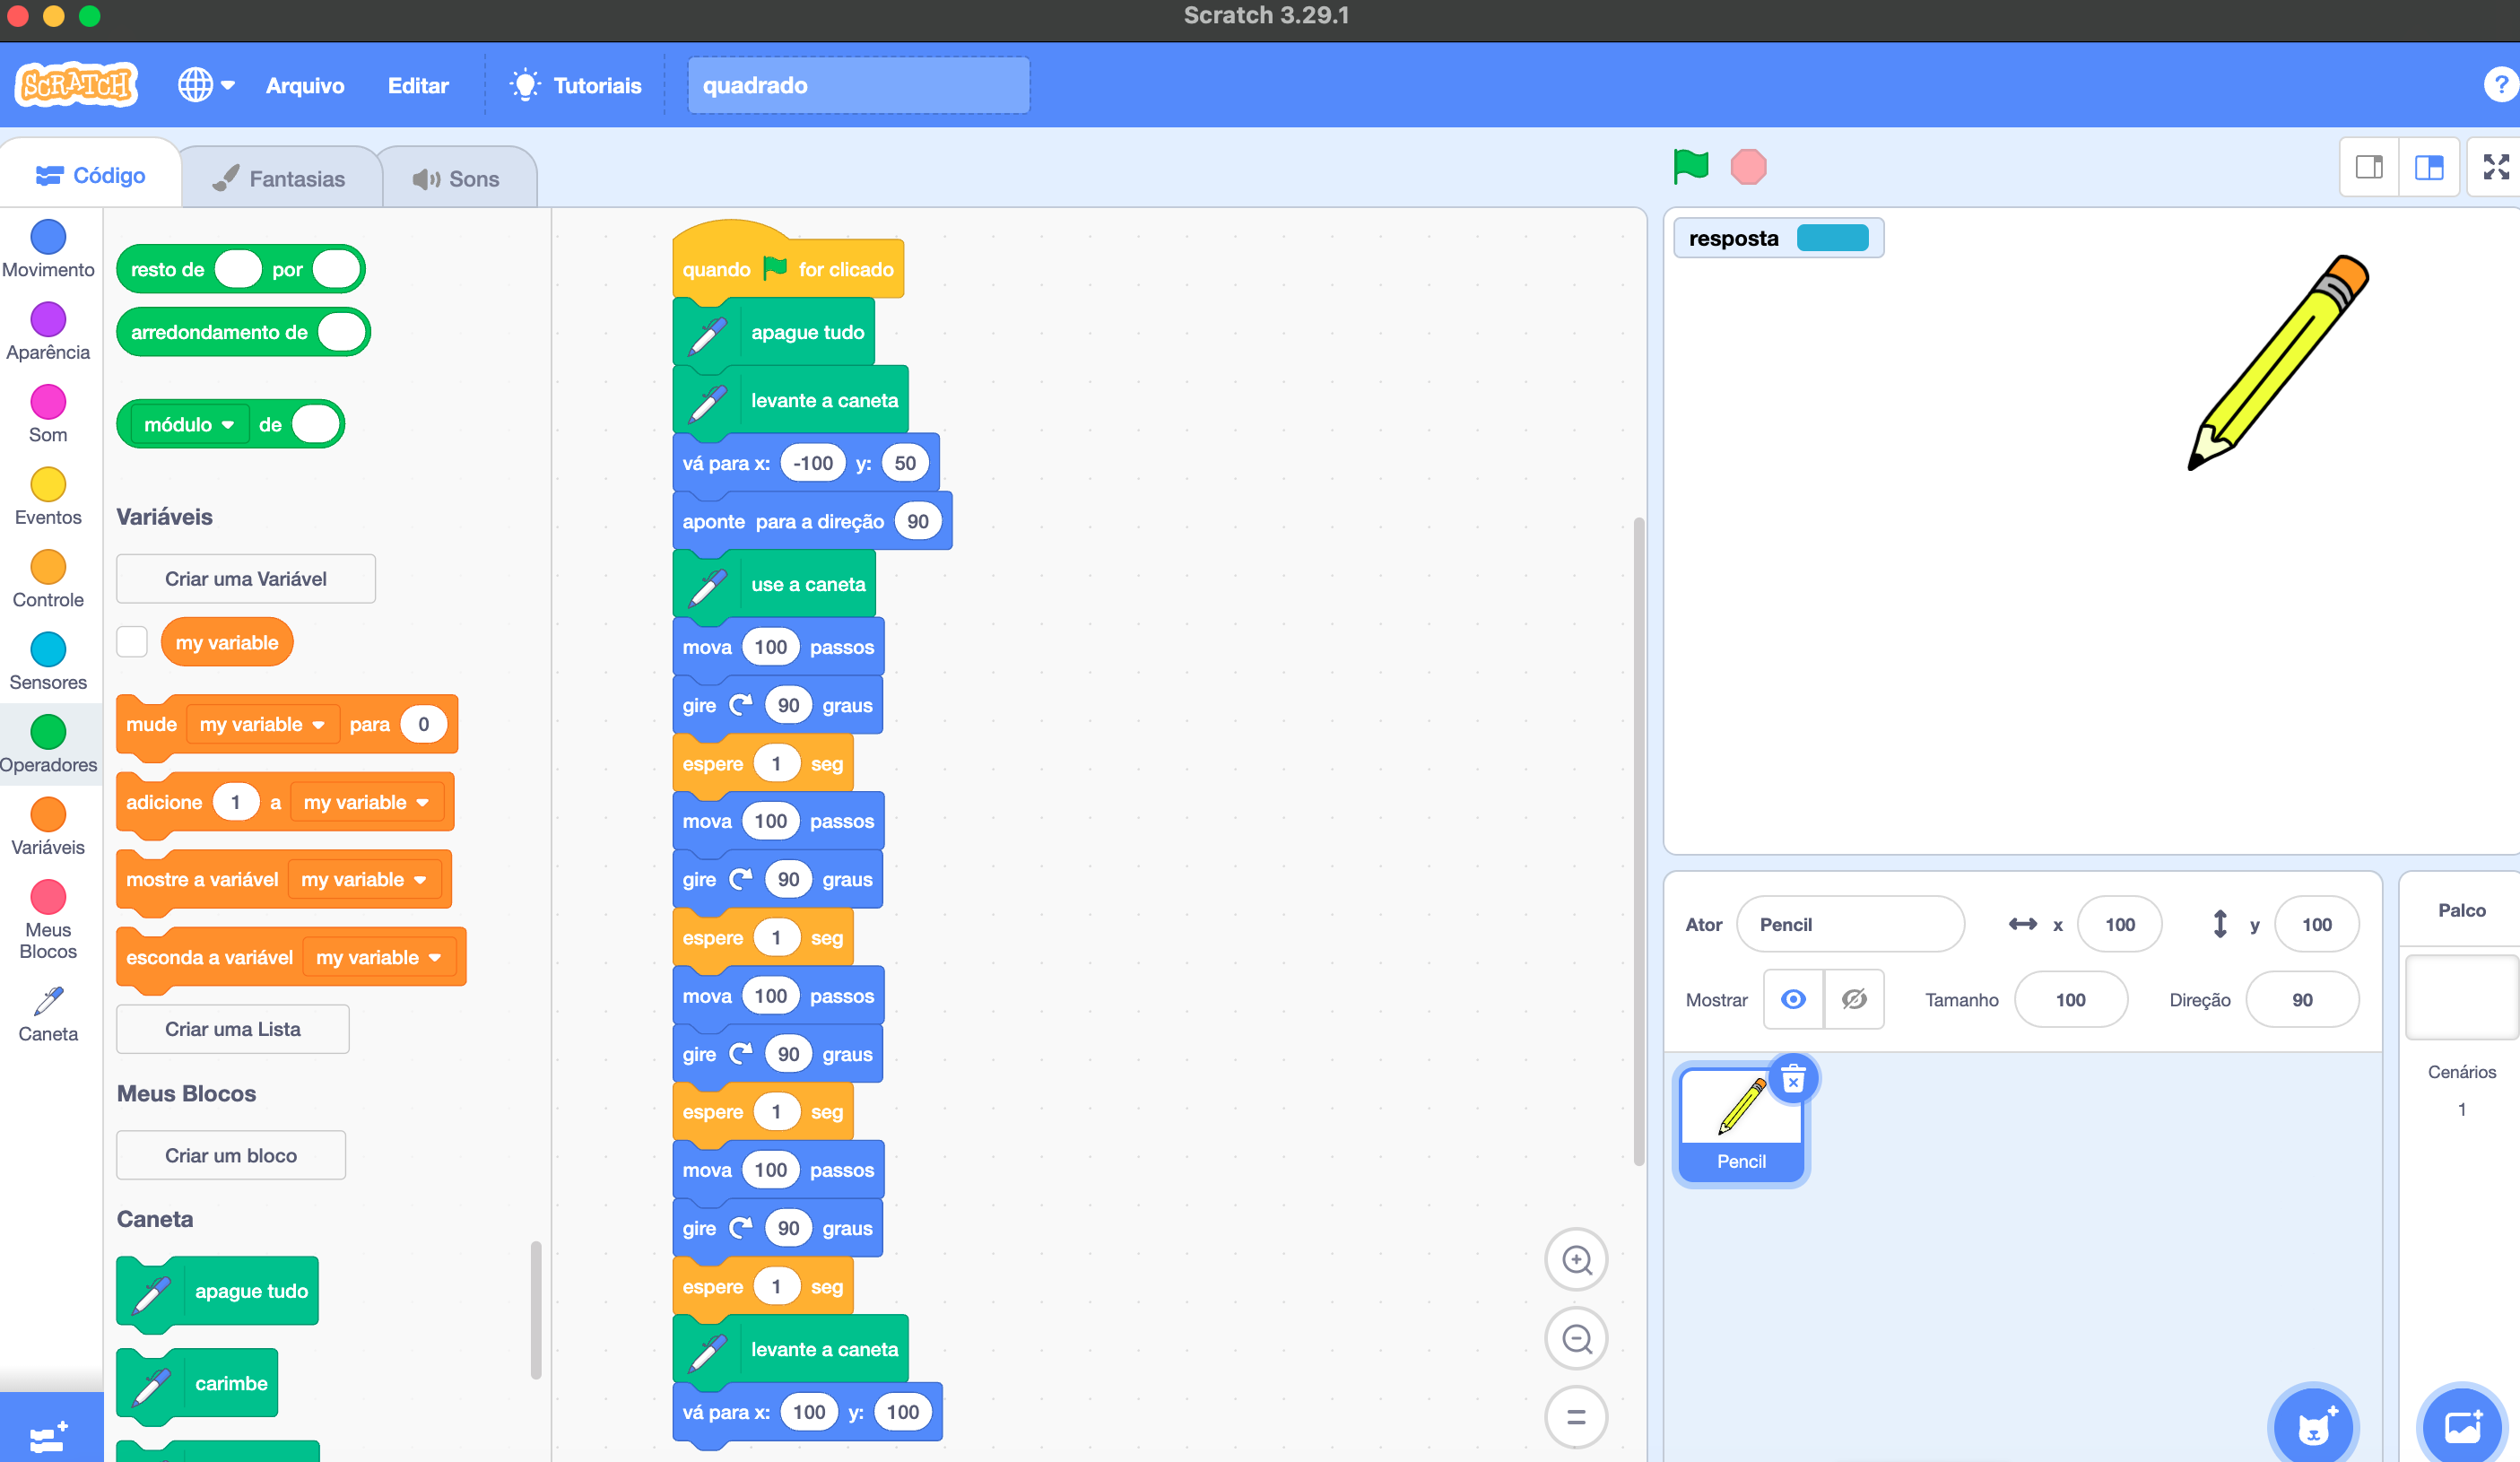 Scratch 3.29.1
SCRATCH
Arquivo
Editar
Tutoriais
quadrado
?
Código
Fantasias
Sons
Movimento
Aparência
Som
Eventos
Controle
Sensores
Operadores
Variáveis
Meus
Blocos
Caneta
resto de por
arredondamento de
módulo de
Variáveis
Criar uma Variável
my variable
mude my variable para 0
adicione 1 a my variable
mostre a variável my variable
esconda a variável my variable
Criar uma Lista
Meus Blocos
Criar um bloco
Caneta
apague tudo
carimbe
quando for clicado
apague tudo
levante a caneta
vá para x: -100 y: 50
aponte para a direção 90
use a caneta
mova 100 passos
gire 90 graus
espere 1 seg
mova 100 passos
gire 90 graus
espere 1 seg
mova 100 passos
gire 90 graus
espere 1 seg
mova 100 passos
gire 90 graus
espere 1 seg
levante a caneta
vá para x: 100 y: 100
resposta
Ator Pencil x 100 y 100
Mostrar Tamanho 100 Direção 90
Pencil
Palco
Cenários
1